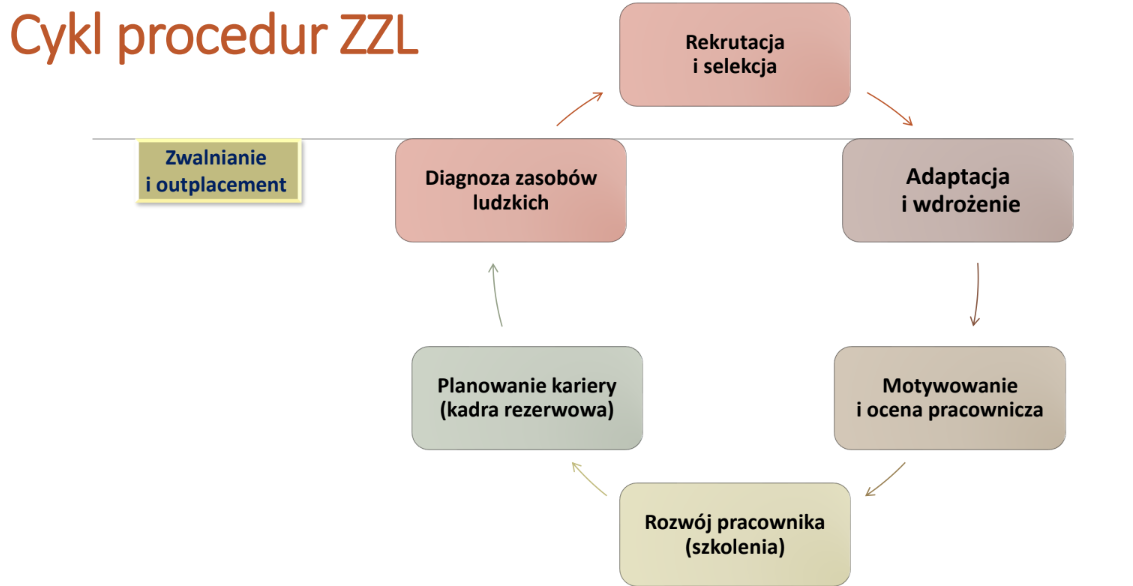 Cykl procedur ZZL
Rekrutacja
i selekcja
Zwalnianie
i outplacement
Diagnoza zasobów
ludzkich
Adaptacja
i wdrożenie
Planowanie kariery
(kadra rezerwowa)
Motywowanie
i ocena pracownicza
Rozwój pracownika
(szkolenia)